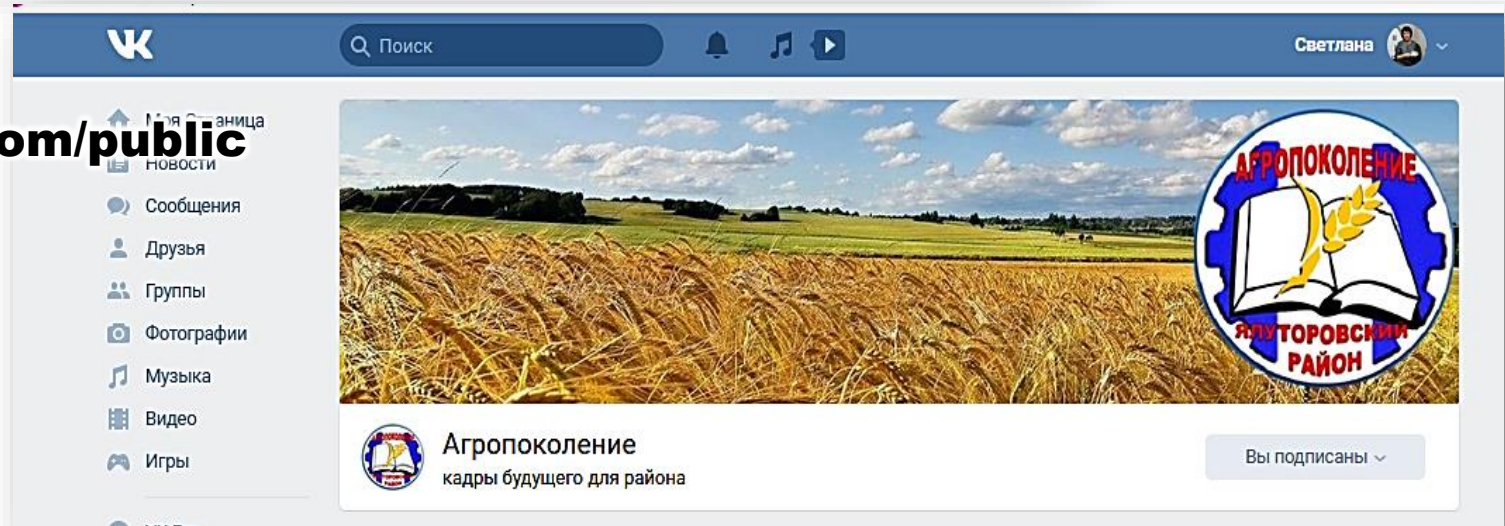 Поиск
Светлана
om/public
Новости
Сообщения
Друзья
Группы
Фотографии
Музыка
Видео
Игры
АГРОПОКОЛЕНИЕ
ЯЛУТОРОВСКИЙ
РАЙОН
Агропоколение
кадры будущего для района
Вы подписаны